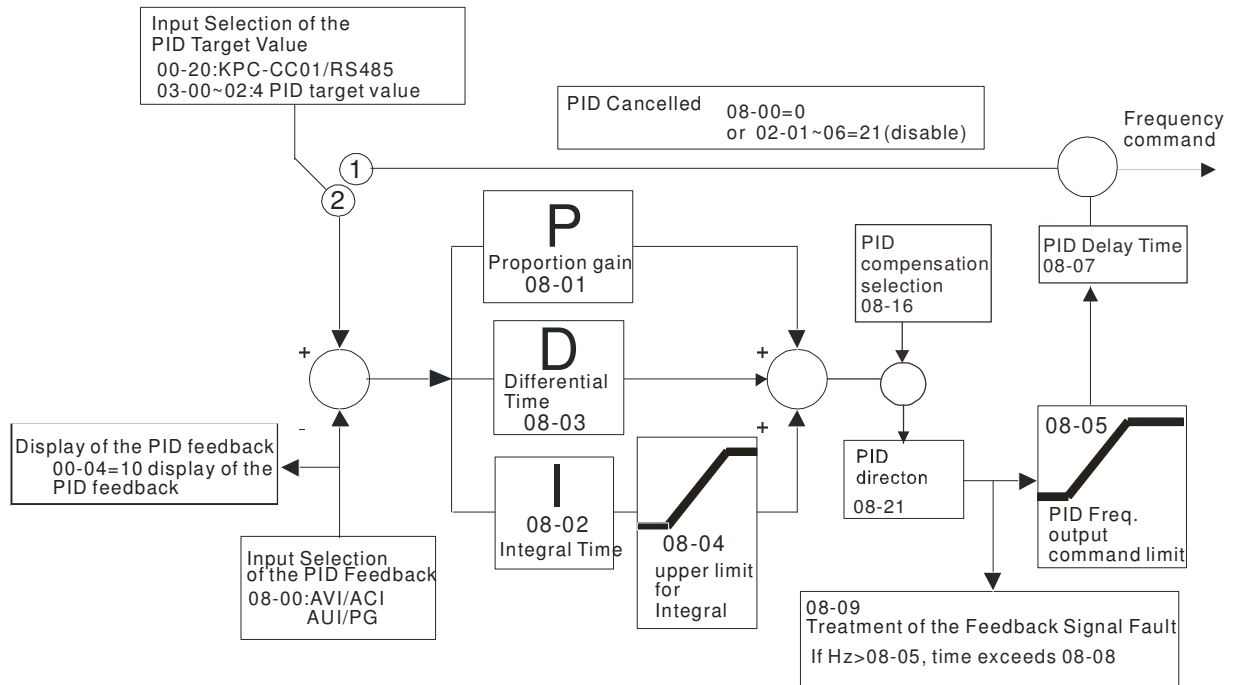 Input Selection of the
PID Target Value
00-20:KPC-CC01/RS485
03-00~02:4 PID target value
PID Cancelled 08-00=0
or 02-01~06=21(disable)
Frequency
command
1
2
P
Proportion gain
08-01
PID
compensation
selection
08-16
PID Delay Time
08-07
+
-
D
Differential
Time
08-03
+
+
Display of the PID feedback
00-04=10 display of the
PID feedback
I
08-02
Integral Time
08-04
upper limit
for
Integral
PID
directon
08-21
08-05
PID Freq.
output
command limit
Input Selection
of the PID Feedback
08-00:AVI/ACI
AUI/PG
08-09
Treatment of the Feedback Signal Fault
If Hz>08-05, time exceeds 08-08